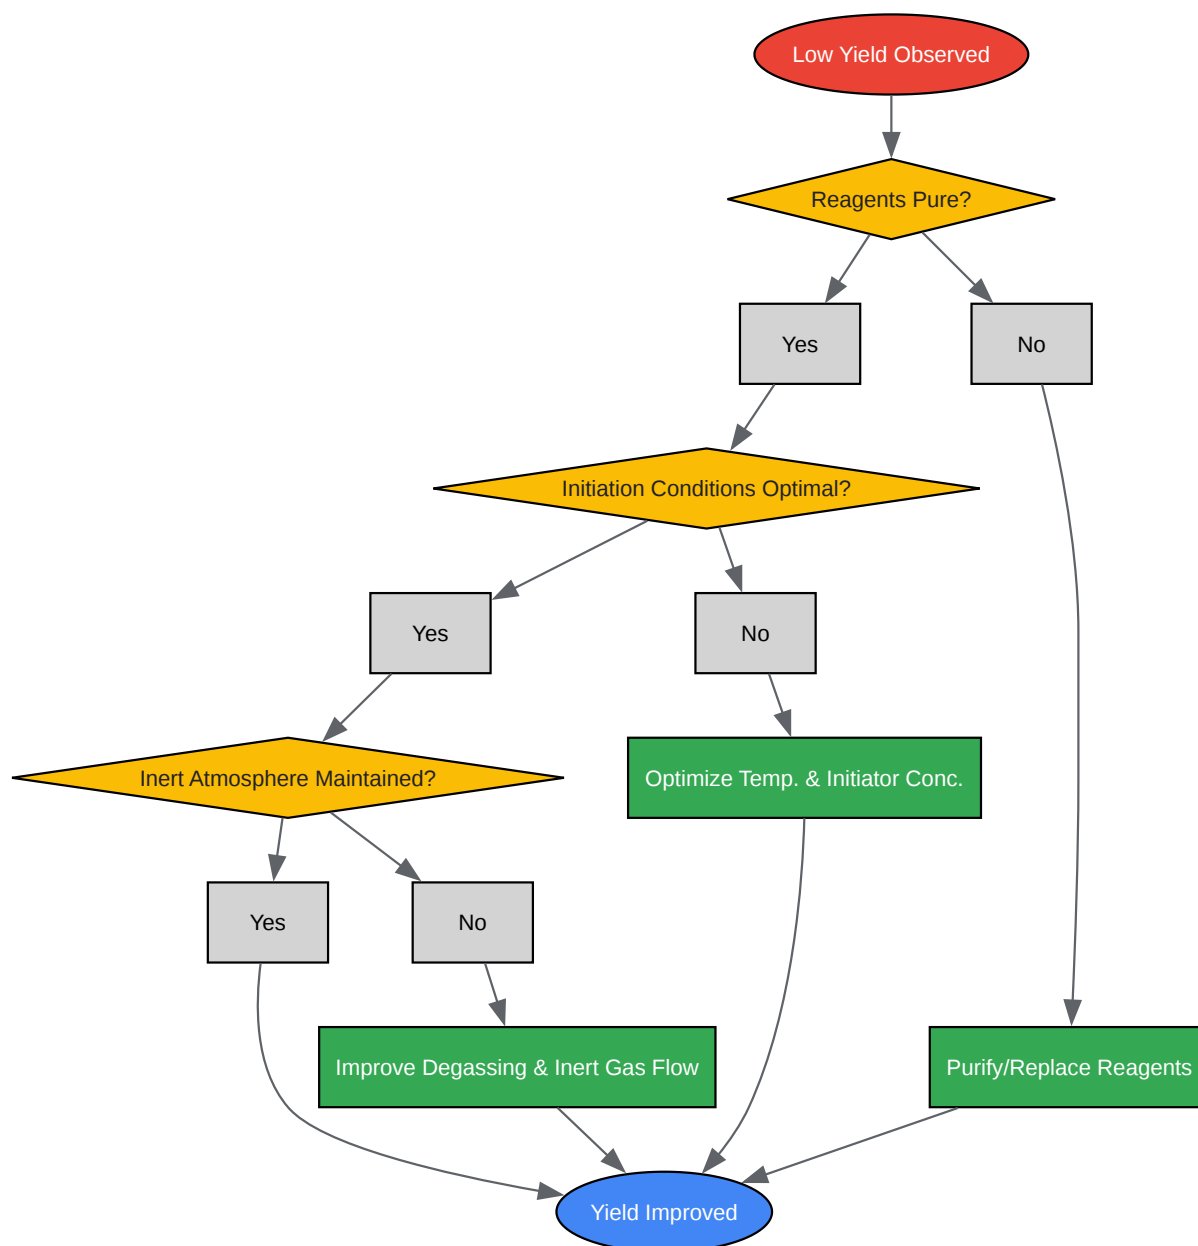 Low Yield Observed
Reagents Pure?
Yes
No
Initiation Conditions Optimal?
Yes
No
Inert Atmosphere Maintained?
Optimize Temp. & Initiator Conc.
Yes
No
Improve Degassing & Inert Gas Flow
Purify/Replace Reagents
Yield Improved